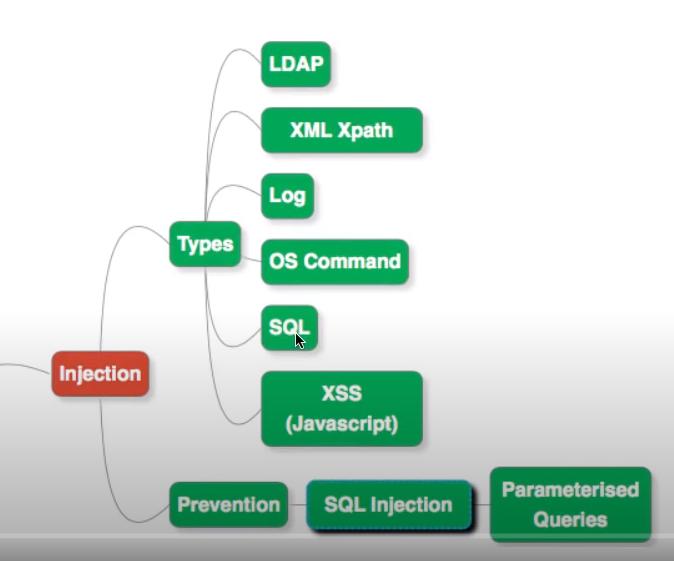 LDAP
XML Xpath
Log
Types
OS Command
SQL
Injection
XSS
(Javascript)
Prevention
SQL Injection
Parameterised
Queries